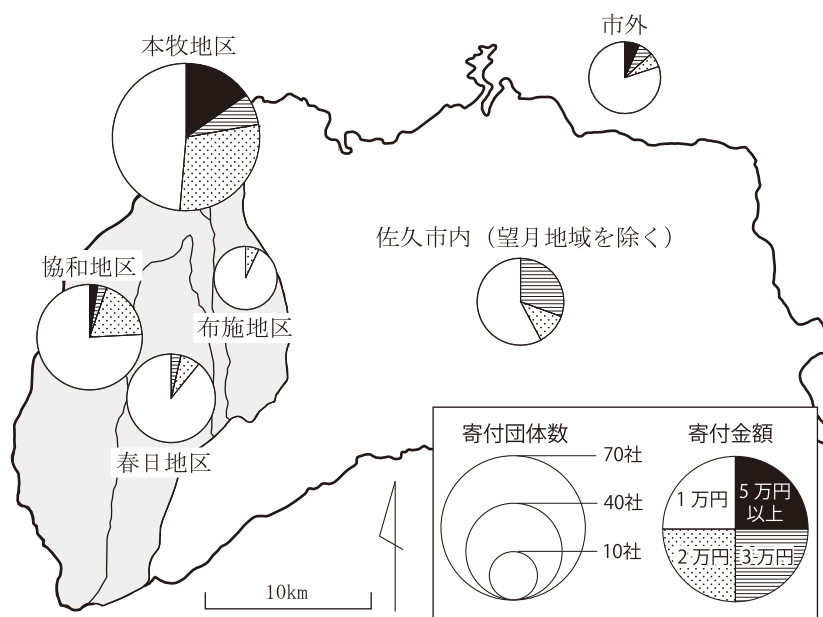 市外
本牧地区
佐久市内（望月地域を除く）
協和地区
布施地区
春日地区
寄付団体数
70社
40社
10社
寄付金額
1万円
5万円
以上
2万円
3万円
10km